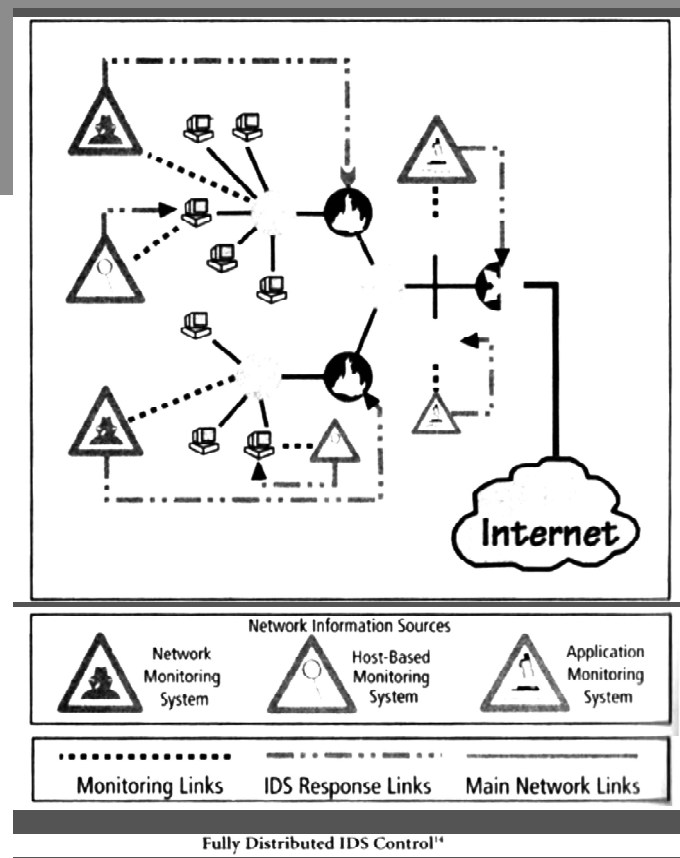 Internet
Network Information Sources
Network
Monitoring
System
Host-Based
Monitoring
System
Application
Monitoring
System
Monitoring Links
IDS Response Links
Main Network Links
Fully Distributed IDS Control¹⁴